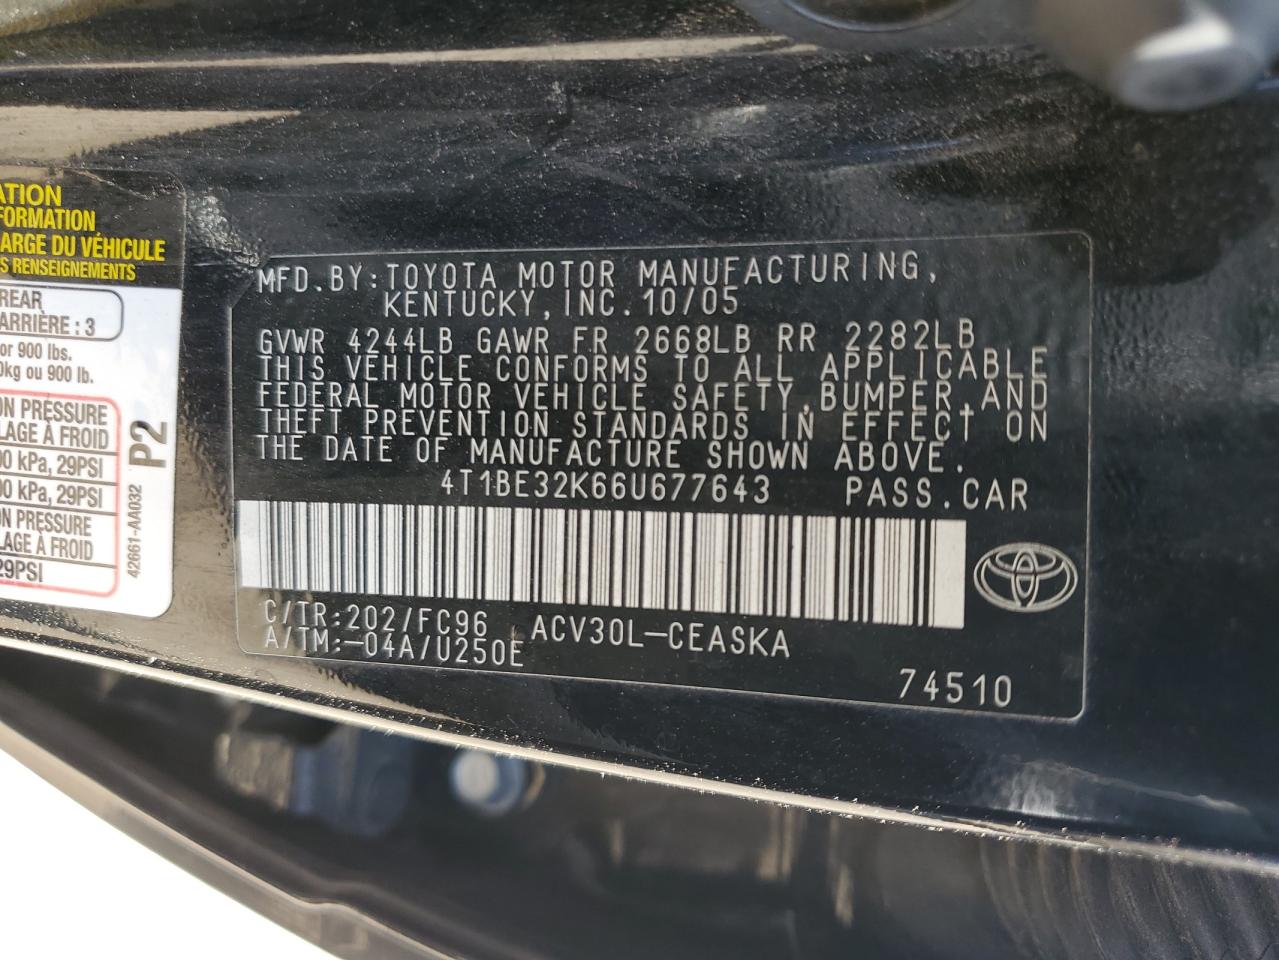 ATION
FORMATION
ARGE DU VÉHICULE
RENSEIGNEMENTS
REAR
ARRIÈRE : 3
or 900 lbs.
0kg ou 900 lb.
ON PRESSURE
LAGE À FROID
00 kPa, 29PSI
00 kPa, 29PSI
ON PRESSURE
LAGE À FROID
29PSI
P2
42661-AA032
MFD.BY:TOYOTA MOTOR MANUFACTURING,
KENTUCKY,INC.10/05
GVWR 4244LB GAWR FR 2668LB RR 2282LB
THIS VEHICLE CONFORMS TO ALL APPLICABLE
FEDERAL MOTOR VEHICLE SAFETY,BUMPER,AND
THEFT PREVENTION STANDARDS IN EFFECT ON
THE DATE OF MANUFACTURE SHOWN ABOVE.
4T1BE32K66U677643 PASS.CAR
C/TR:202/FC96 ACV30L-CEASKA
A/TM:-04A/U250E
74510